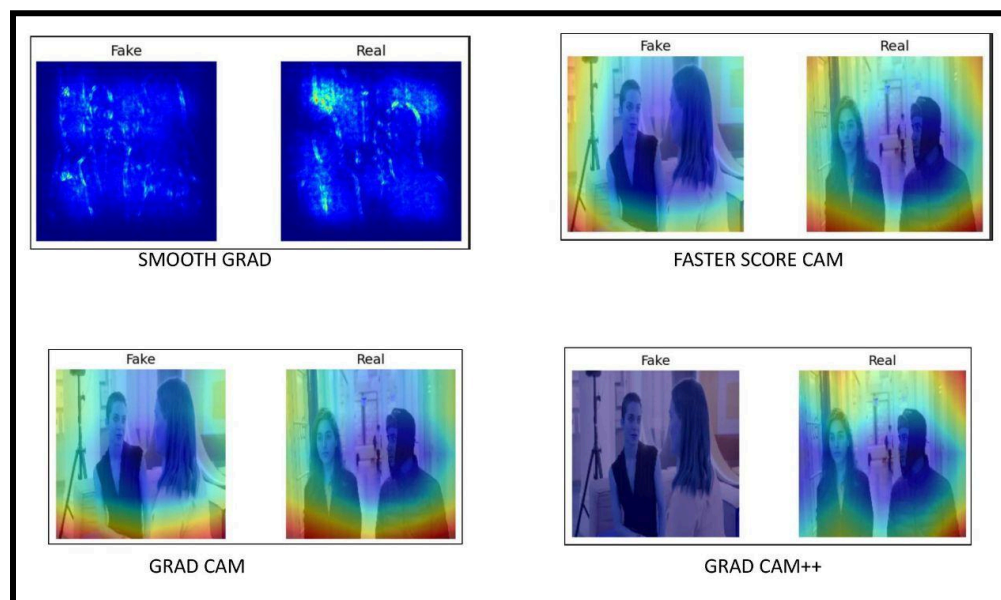 Fake Real
SMOOTH GRAD
Fake Real
FASTER SCORE CAM
Fake Real
GRAD CAM
Fake Real
GRAD CAM++